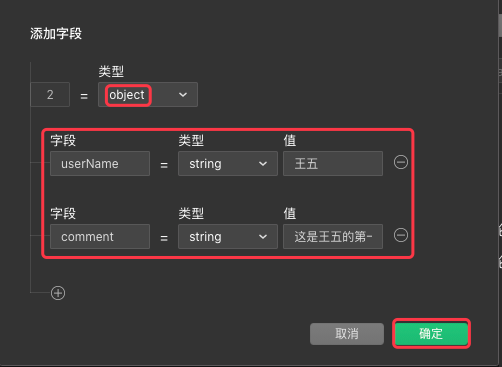 添加字段
类型
2 = object
字段 类型 值
userName = string 王五
字段 类型 值
comment = string 这是王五的第一
取消 确定